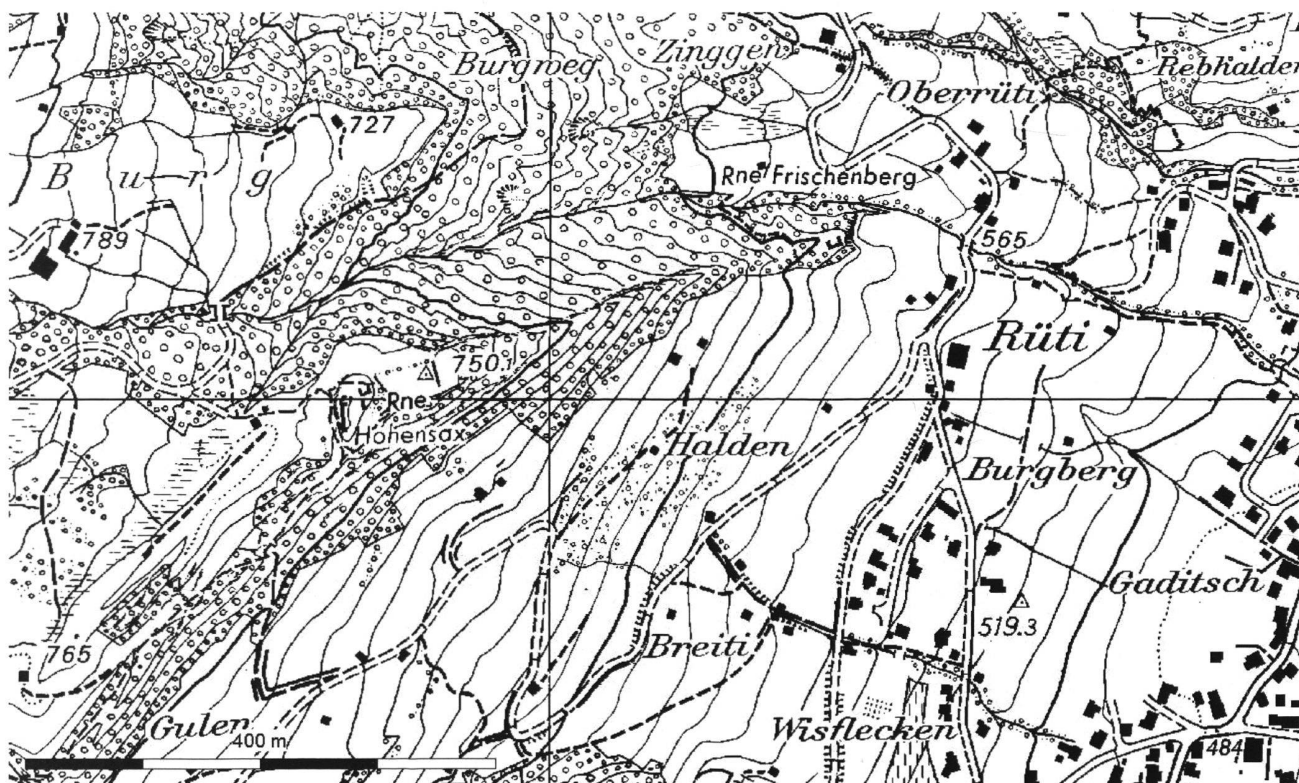 Burgweg
Zinggen
Rebhalden
Oberrüti
727
Burg
Rne Frischenberg
789
565
Rüti
750.1
Rne
Hohensax
Halden
Burgberg
Gaditsch
519.3
765
Breiti
Gulen
Wisflecken
400 m
484